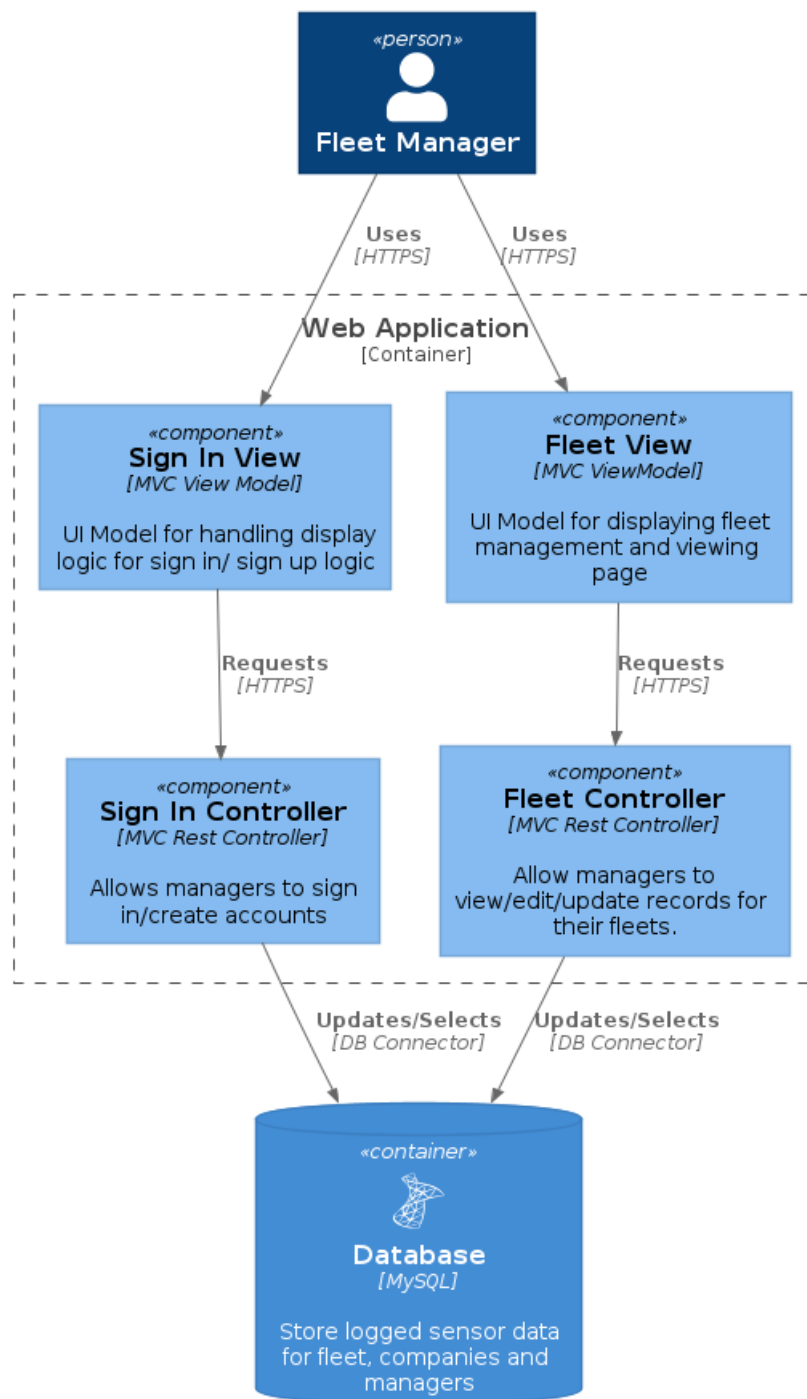 «person»
Fleet Manager
Uses
[HTTPS]
Uses
[HTTPS]
Web Application
[Container]
«component»
Sign In View
[MVC View Model]
UI Model for handling display
logic for sign in/ sign up logic
«component»
Fleet View
[MVC ViewModel]
UI Model for displaying fleet
management and viewing
page
Requests
[HTTPS]
Requests
[HTTPS]
«component»
Sign In Controller
[MVC Rest Controller]
Allows managers to sign
in/create accounts
«component»
Fleet Controller
[MVC Rest Controller]
Allow managers to
view/edit/update records for
their fleets.
Updates/Selects
[DB Connector]
Updates/Selects
[DB Connector]
«container»
Database
[MySQL]
Store logged sensor data
for fleet, companies and
managers